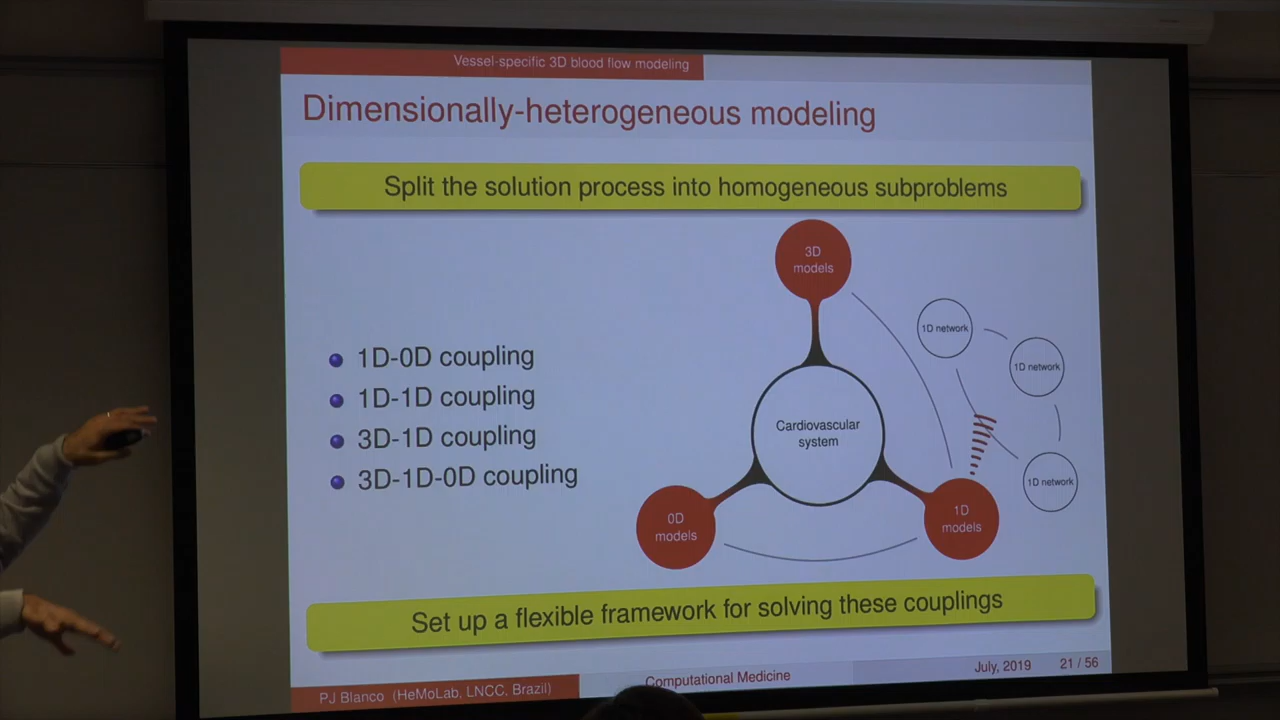 Vessel-specific 3D blood flow modeling
Dimensionally-heterogeneous modeling
Split the solution process into homogeneous subproblems
1D-0D coupling
1D-1D coupling
3D-1D coupling
3D-1D-0D coupling
3D
models
1D network
1D network
1D network
Cardiovascular
system
0D
models
1D
models
Set up a flexible framework for solving these couplings
PJ Blanco (HeMoLab, LNCC, Brazil)
Computational Medicine
July, 2019
21 / 56